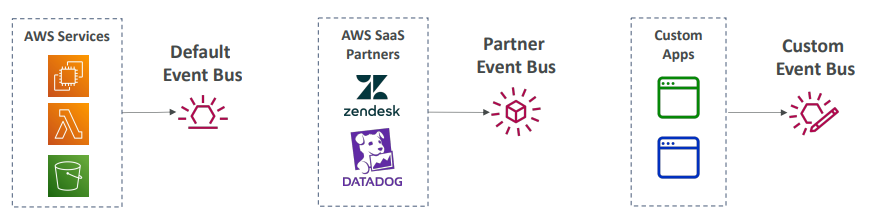 AWS Services
Default
Event Bus
AWS SaaS
Partners
zendesk
DATADOG
Partner
Event Bus
Custom
Apps
Custom
Event Bus